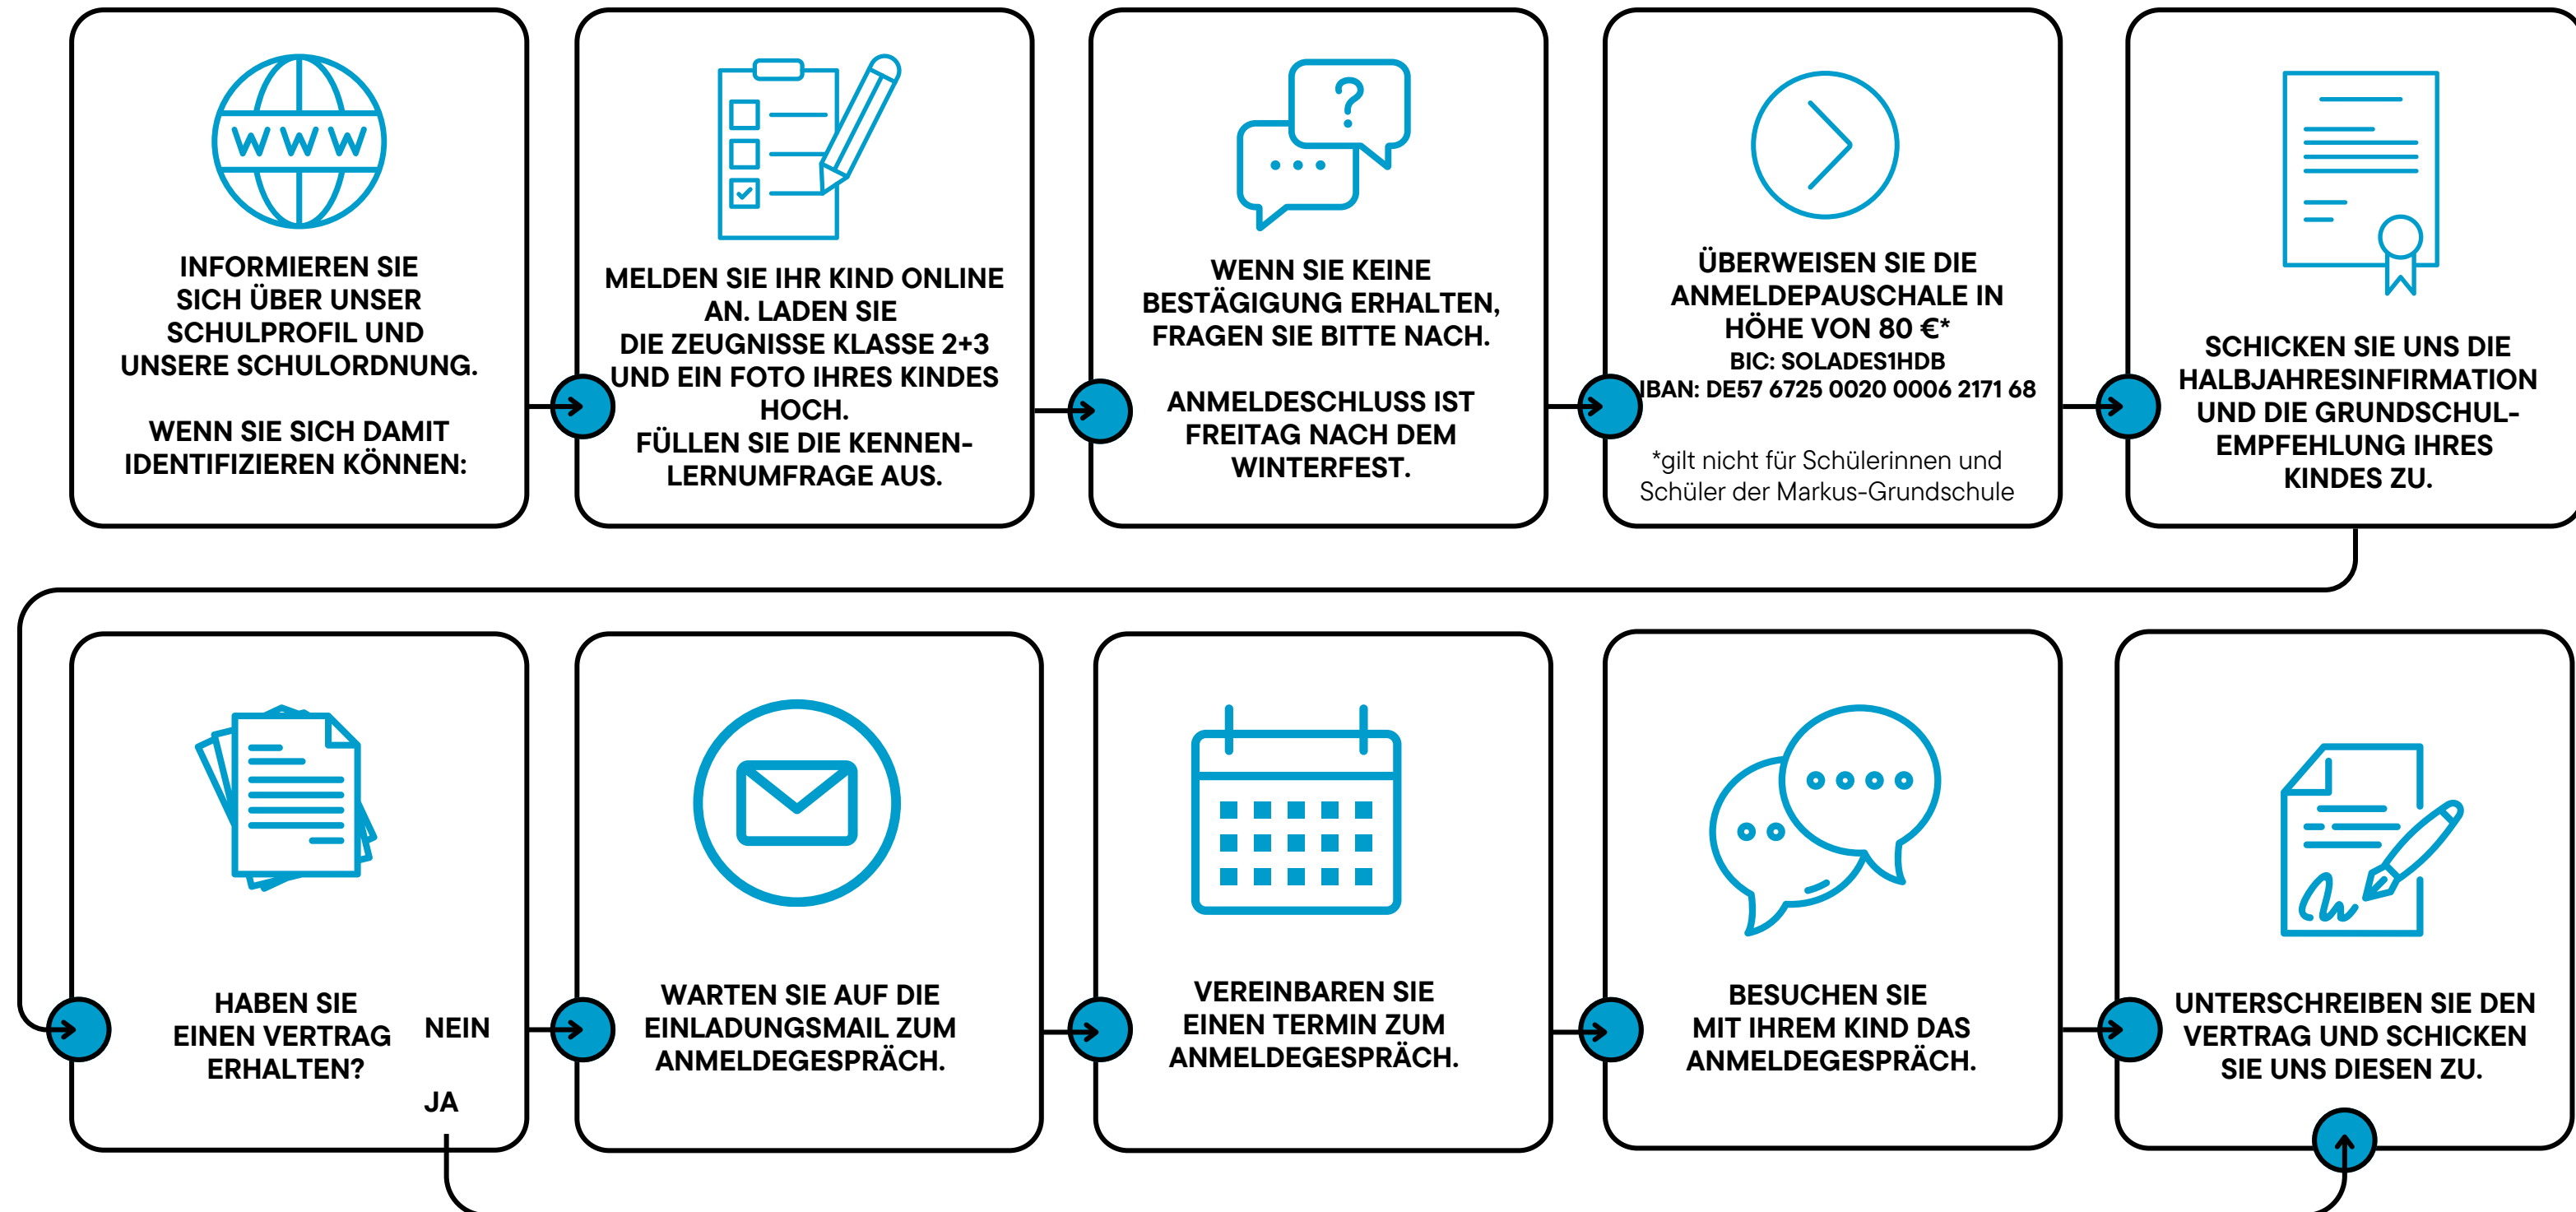 WWW
INFORMIEREN SIE
SICH ÜBER UNSER
SCHULPROFIL UND
UNSERE SCHULORDNUNG.
WENN SIE SICH DAMIT
IDENTIFIZIEREN KÖNNEN:
MELDEN SIE IHR KIND ONLINE
AN. LADEN SIE
DIE ZEUGNISSE KLASSE 2+3
UND EIN FOTO IHRES KINDES
HOCH.
FÜLLEN SIE DIE KENNEN-
LERNUMFRAGE AUS.
?
WENN SIE KEINE
BESTÄGIGUNG ERHALTEN,
FRAGEN SIE BITTE NACH.
ANMELDESCHLUSS IST
FREITAG NACH DEM
WINTERFEST.
ÜBERWEISEN SIE DIE
ANMELDEPAUSCHALE IN
HÖHE VON 80 €*
BIC: SOLADES1HDB
IBAN: DE57 6725 0020 0006 2171 68
*gilt nicht für Schülerinnen und
Schüler der Markus-Grundschule
SCHICKEN SIE UNS DIE
HALBJAHRESINFIRMATION
UND DIE GRUNDSCHUL-
EMPFEHLUNG IHRES
KINDES ZU.
HABEN SIE
EINEN VERTRAG
ERHALTEN?
NEIN
JA
WARTEN SIE AUF DIE
EINLADUNGSMAIL ZUM
ANMELDEGESPRÄCH.
VEREINBAREN SIE
EINEN TERMIN ZUM
ANMELDEGESPRÄCH.
BESUCHEN SIE
MIT IHREM KIND DAS
ANMELDEGESPRÄCH.
UNTERSCHREIBEN SIE DEN
VERTRAG UND SCHICKEN
SIE UNS DIESEN ZU.